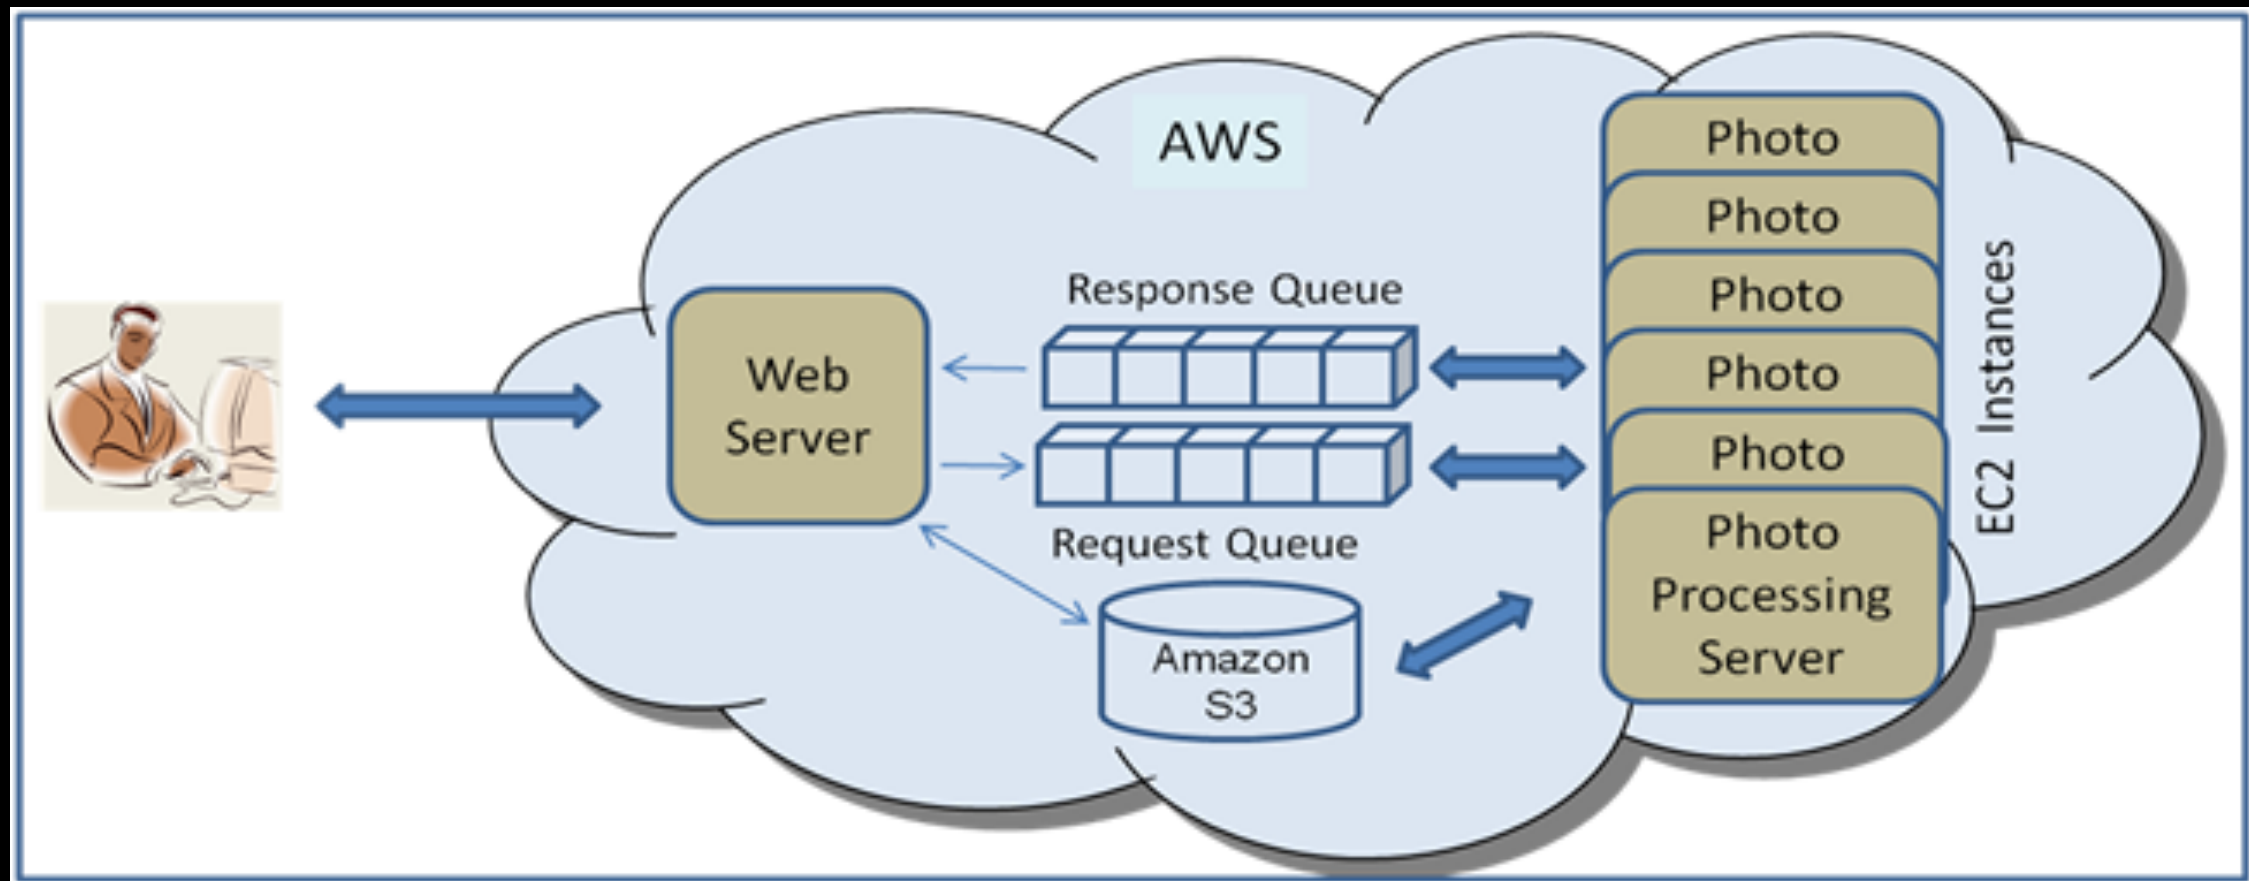 AWS
Web
Server
Response Queue
Request Queue
Amazon
S3
Photo
Photo
Photo
Photo
Photo
Photo
Processing
Server
EC2 Instances